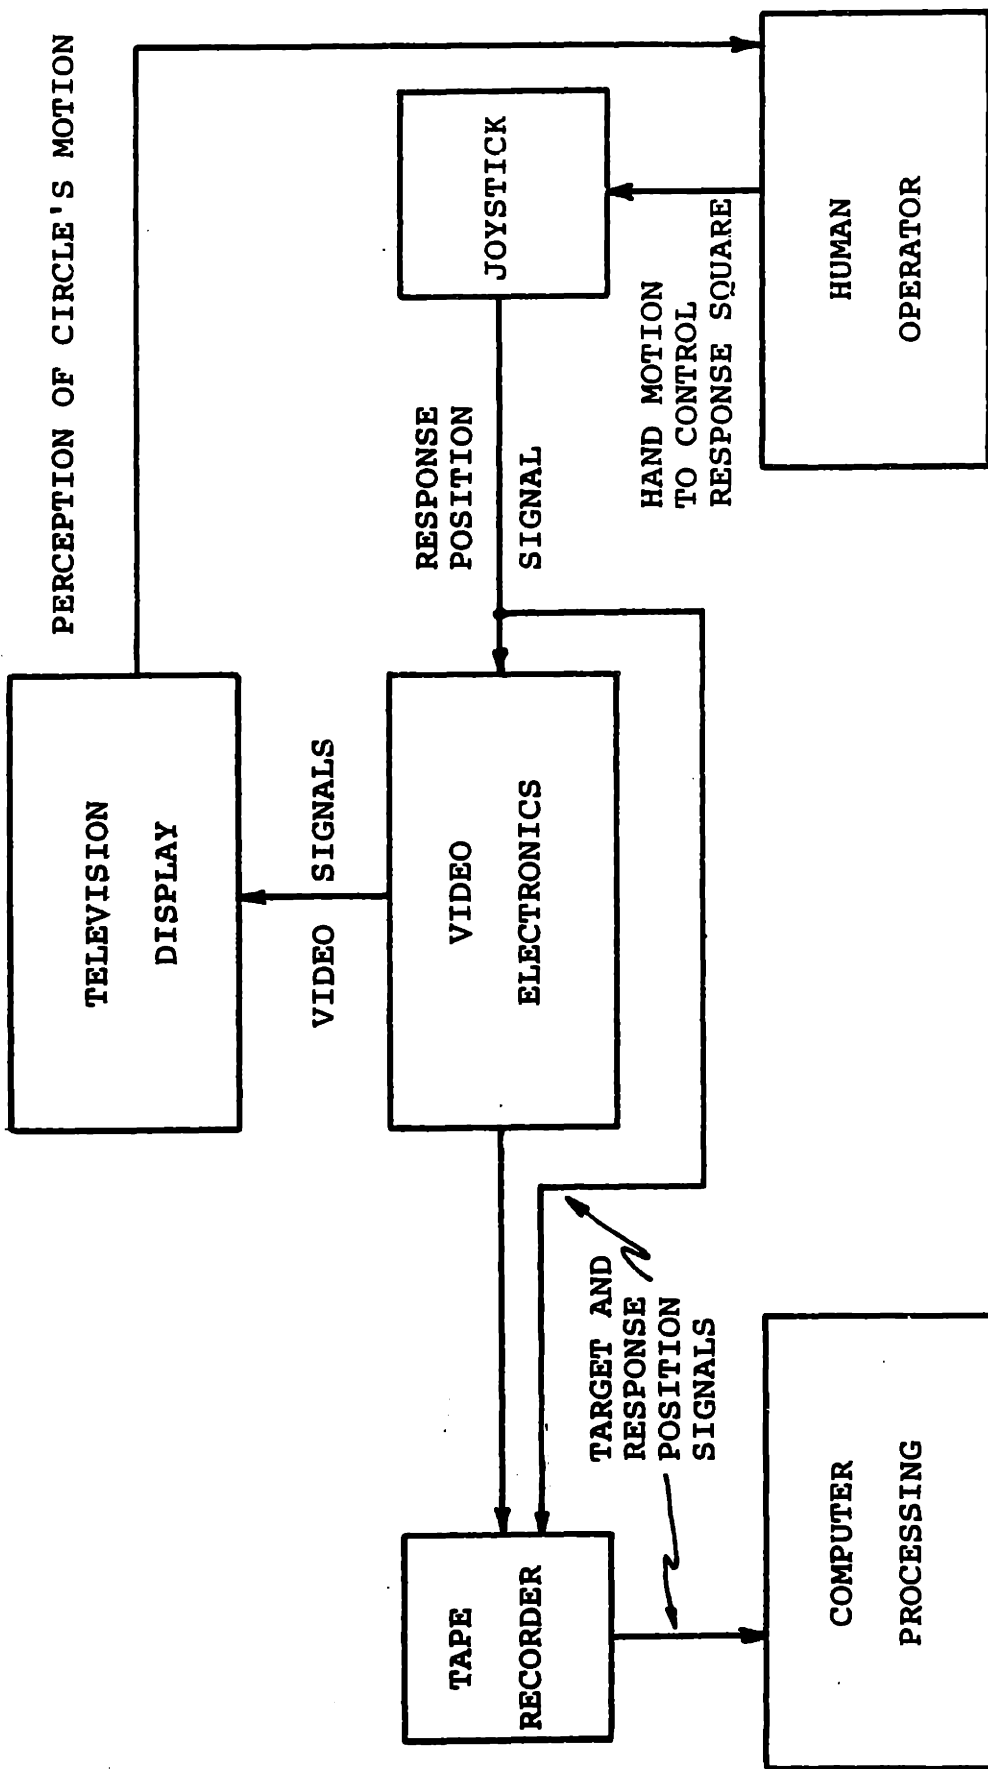 PERCEPTION OF CIRCLE'S MOTION
TELEVISION
DISPLAY
VIDEO SIGNALS
JOYSTICK
RESPONSE
POSITION
SIGNAL
VIDEO
ELECTRONICS
HAND MOTION
TO CONTROL
RESPONSE SQUARE
HUMAN
OPERATOR
TAPE
RECORDER
TARGET AND
RESPONSE
POSITION
SIGNALS
COMPUTER
PROCESSING